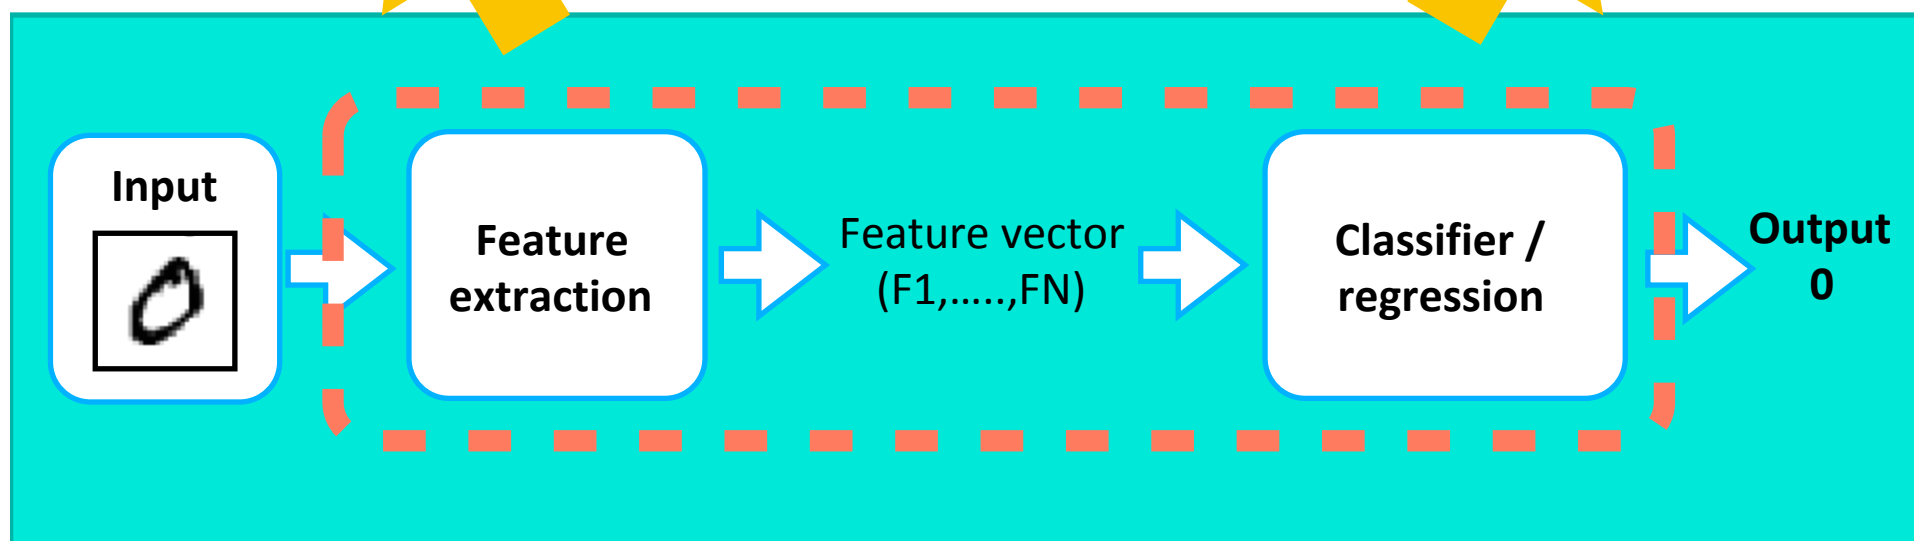 Input
Feature
extraction
Feature vector
(F1,.....,FN)
Classifier /
regression
Output
0